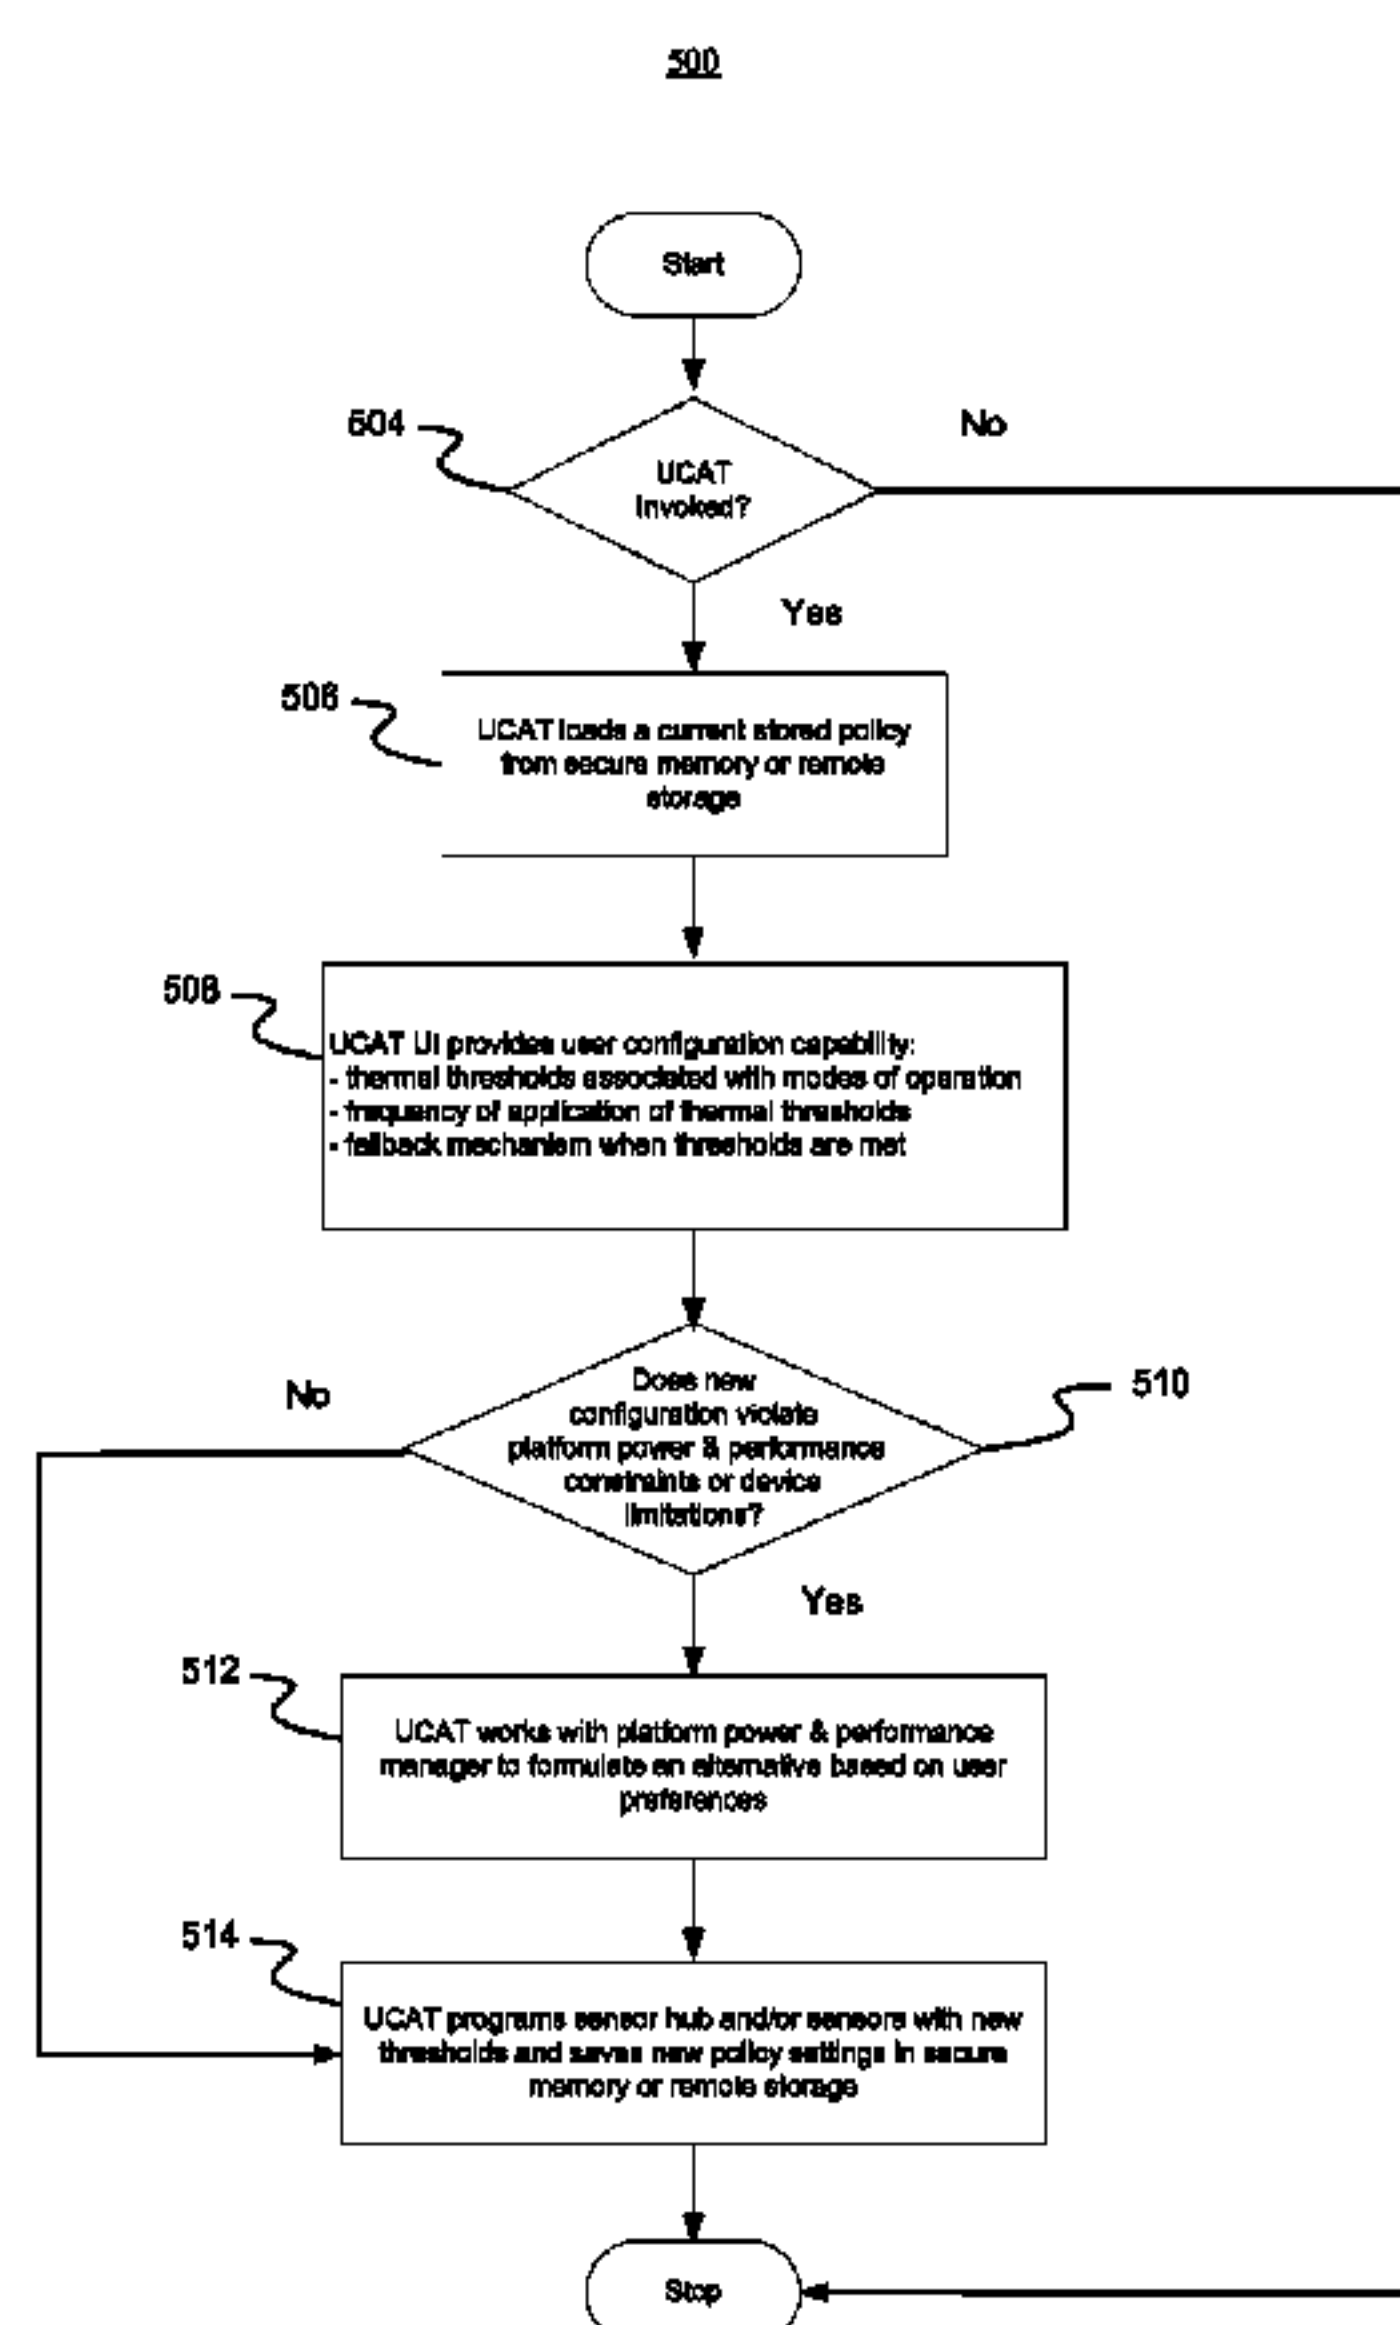 500
Start
504
No
UCAT
invoked?
Yes
506
UCAT loads a current stored policy
from secure memory or remote
storage
508
UCAT UI provides user configuration capability:
- thermal thresholds associated with modes of operation
- frequency of application of thermal thresholds
- fallback mechanism when thresholds are met
No
510
Does new
configuration violate
platform power & performance
constraints or device
limitations?
Yes
512
UCAT works with platform power & performance
manager to formulate an alternative based on user
preferences
514
UCAT programs sensor hub and/or sensors with new
thresholds and saves new policy settings in secure
memory or remote storage
Stop